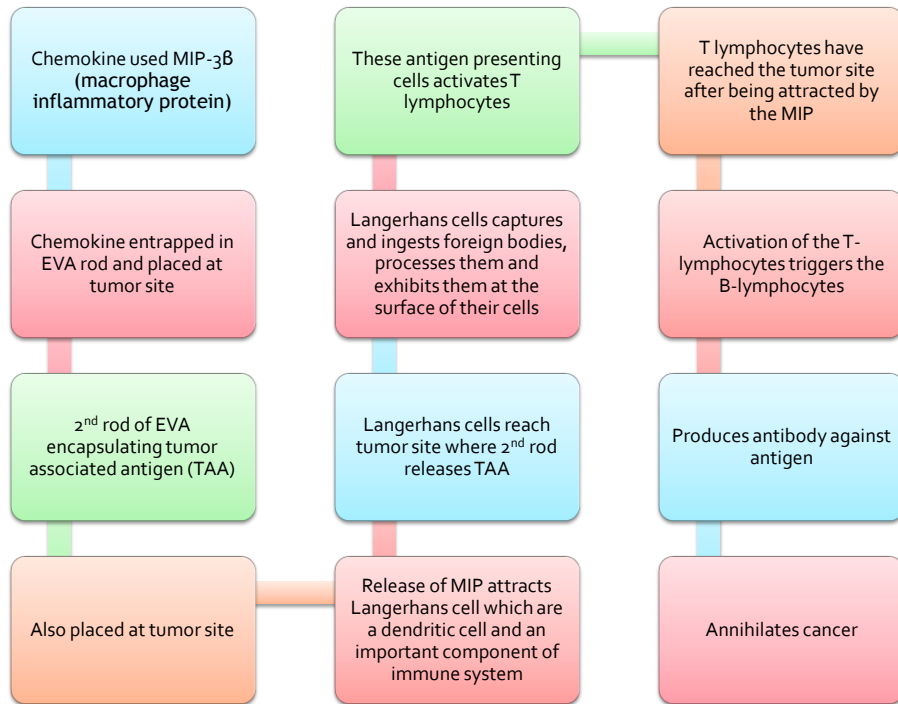 Chemokine used MIP-3β
(macrophage
inflammatory protein)
Chemokine entrapped in
EVA rod and placed at
tumor site
2nd rod of EVA
encapsulating tumor
associated antigen (TAA)
Also placed at tumor site
Release of MIP attracts
Langerhans cell which are
a dendritic cell and an
important component of
immune system
Langerhans cells reach
tumor site where 2nd rod
releases TAA
Langerhans cells captures
and ingests foreign bodies,
processes them and
exhibits them at the
surface of their cells
These antigen presenting
cells activates T
lymphocytes
T lymphocytes have
reached the tumor site
after being attracted by
the MIP
Activation of the T-
lymphocytes triggers the
B-lymphocytes
Produces antibody against
antigen
Annihilates cancer